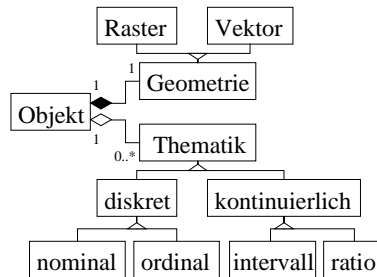 Raster Vektor
1 1
Geometrie
Objekt
1
0..*
Thematik
diskret kontinuierlich
nominal ordinal intervall ratio